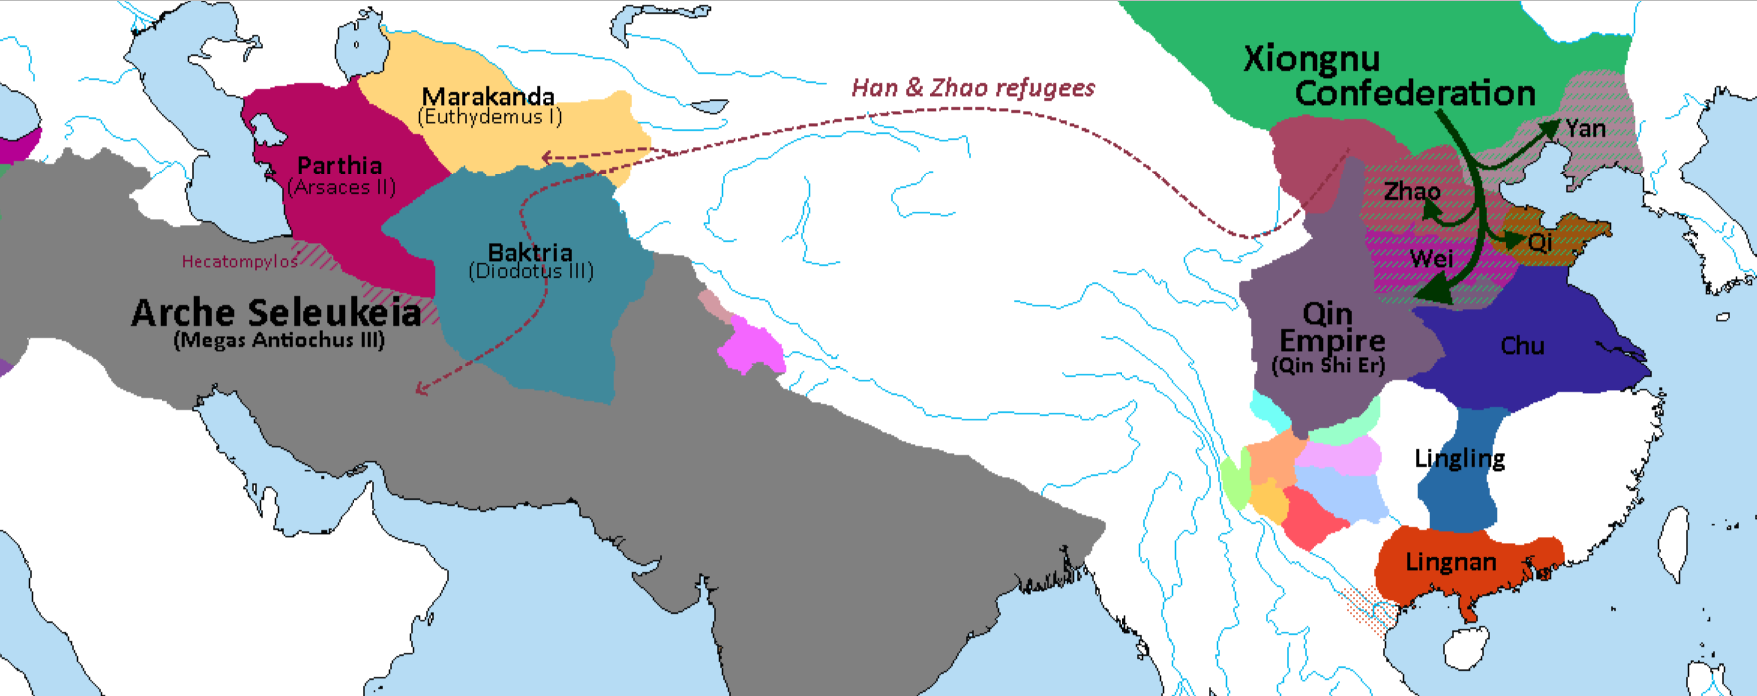 Xiongnu
Confederation
Han & Zhao refugees
Marakanda
(Euthydemus I)
Yan
Parthia
(Arsaces II)
Zhao
Baktria
(Diodotus III)
Qi
Wei
Hecatompylos
Arche Seleukeia
(Megas Antiochus III)
Qin
Empire
(Qin Shi Er)
Chu
Lingling
Lingnan